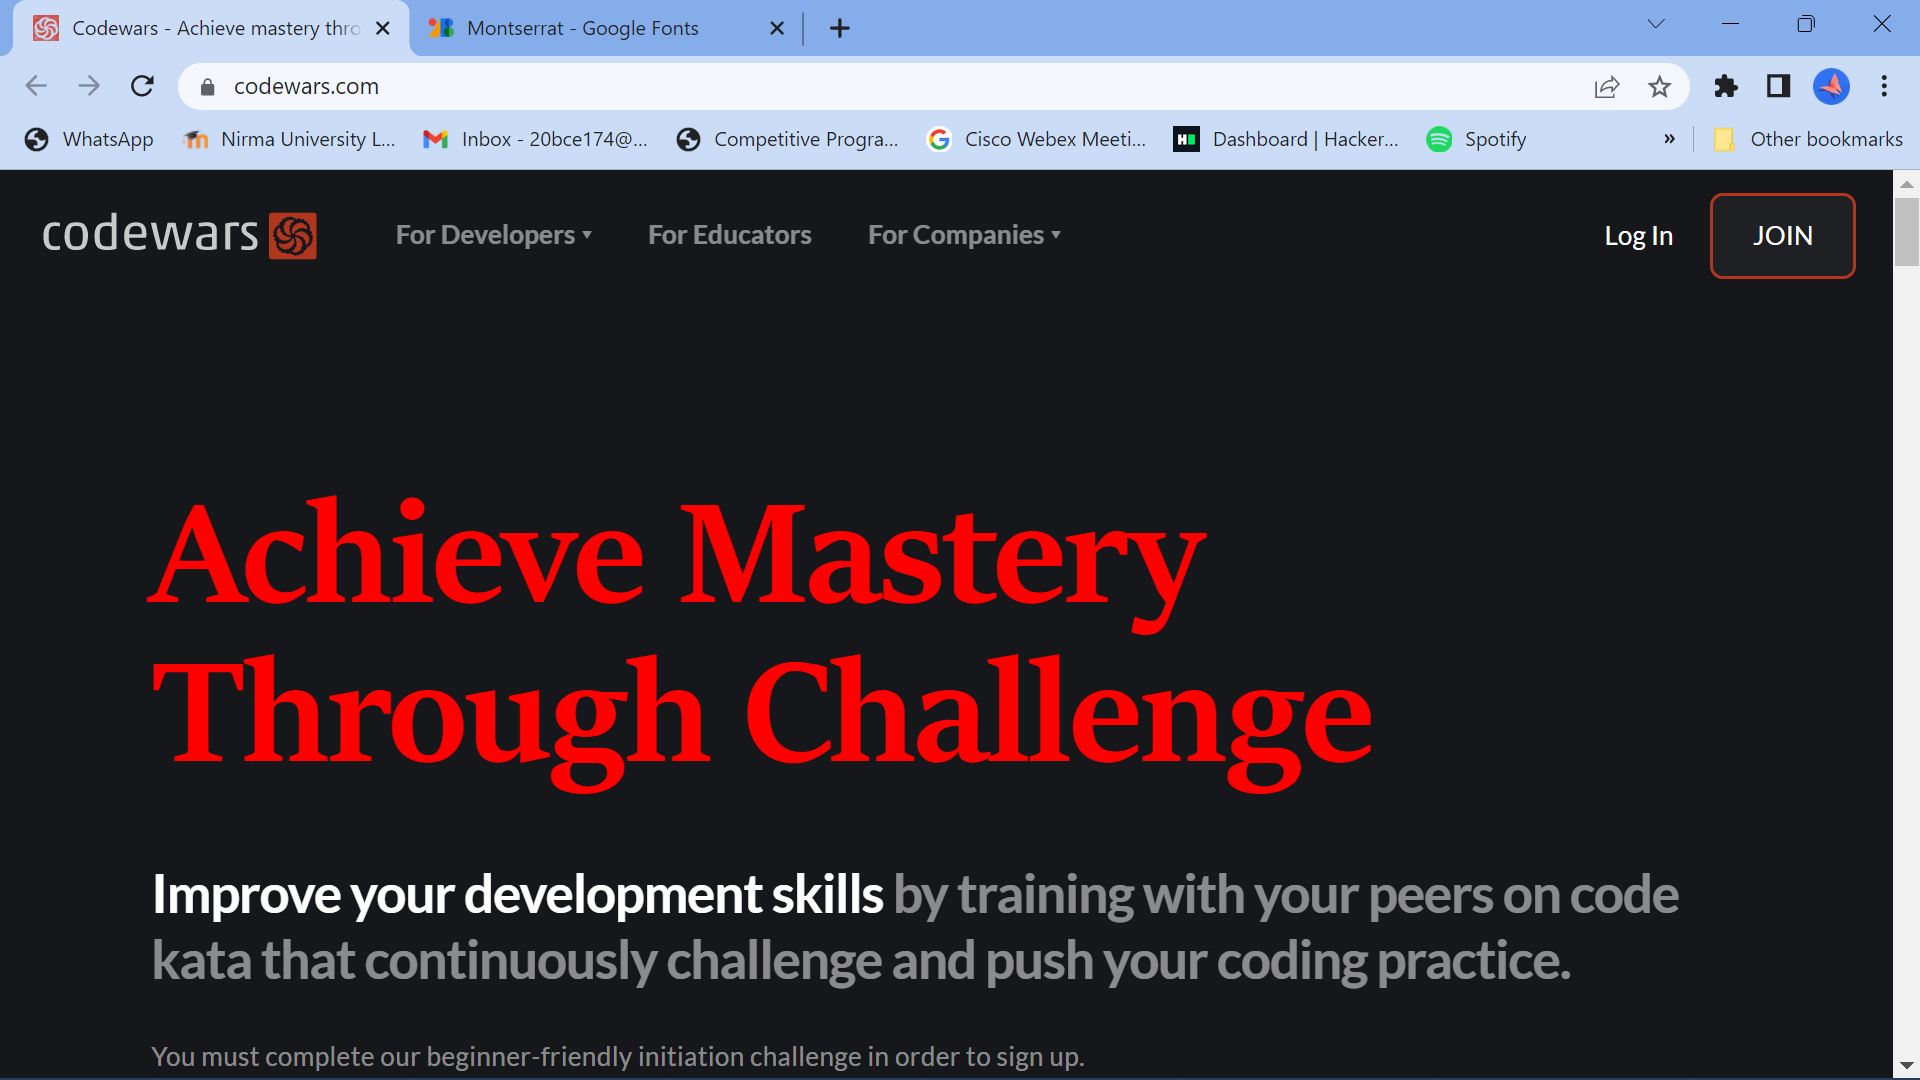 Codewars - Achieve mastery thro
Montserrat - Google Fonts
codewars.com
WhatsApp
Nirma University L...
Inbox - 20bce174@...
Competitive Progra...
Cisco Webex Meeti...
Dashboard | Hacker...
Spotify
»
Other bookmarks
codewars
For Developers
For Educators
For Companies
Log In
JOIN
Achieve Mastery
Through Challenge
Improve your development skills by training with your peers on code
kata that continuously challenge and push your coding practice.
You must complete our beginner-friendly initiation challenge in order to sign up.